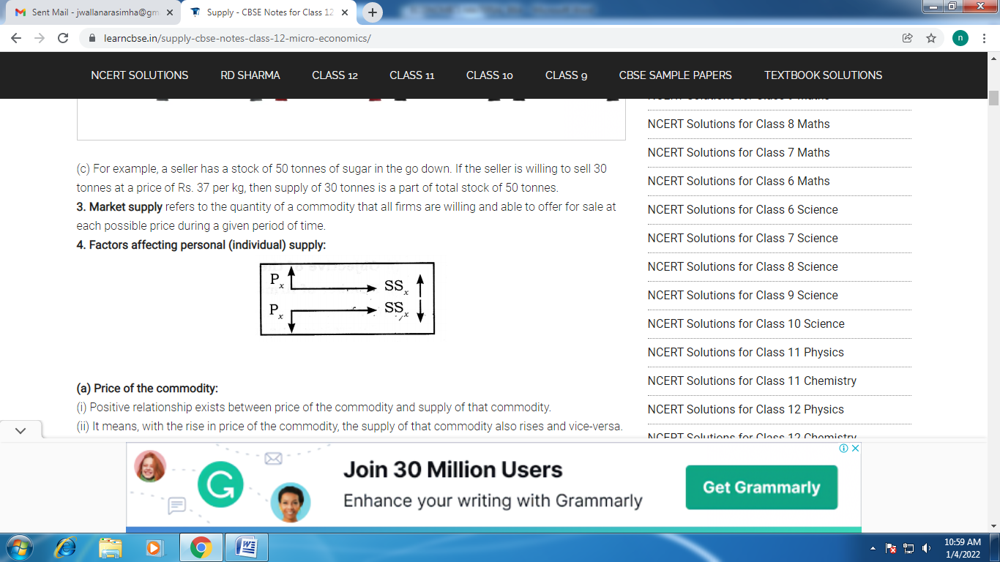 Sent Mail - jwallanarasimha@gm
Supply - CBSE Notes for Class 12
learncbse.in/supply-cbse-notes-class-12-micro-economics/
n
NCERT SOLUTIONS
RD SHARMA
CLASS 12
CLASS 11
CLASS 10
CLASS 9
CBSE SAMPLE PAPERS
TEXTBOOK SOLUTIONS
(c) For example, a seller has a stock of 50 tonnes of sugar in the go down. If the seller is willing to sell 30
tonnes at a price of Rs. 37 per kg, then supply of 30 tonnes is a part of total stock of 50 tonnes.
3. Market supply refers to the quantity of a commodity that all firms are willing and able to offer for sale at
each possible price during a given period of time.
4. Factors affecting personal (individual) supply:
Px SSx
Px SSx
(a) Price of the commodity:
(i) Positive relationship exists between price of the commodity and supply of that commodity.
(ii) It means, with the rise in price of the commodity, the supply of that commodity also rises and vice-versa.
NCERT Solutions for Class 8 Maths
NCERT Solutions for Class 7 Maths
NCERT Solutions for Class 6 Maths
NCERT Solutions for Class 6 Science
NCERT Solutions for Class 7 Science
NCERT Solutions for Class 8 Science
NCERT Solutions for Class 9 Science
NCERT Solutions for Class 10 Science
NCERT Solutions for Class 11 Physics
NCERT Solutions for Class 11 Chemistry
NCERT Solutions for Class 12 Physics
NCERT Solutions for Class 12 Chemistry
G
Join 30 Million Users
Enhance your writing with Grammarly
Get Grammarly
10:59 AM
1/4/2022